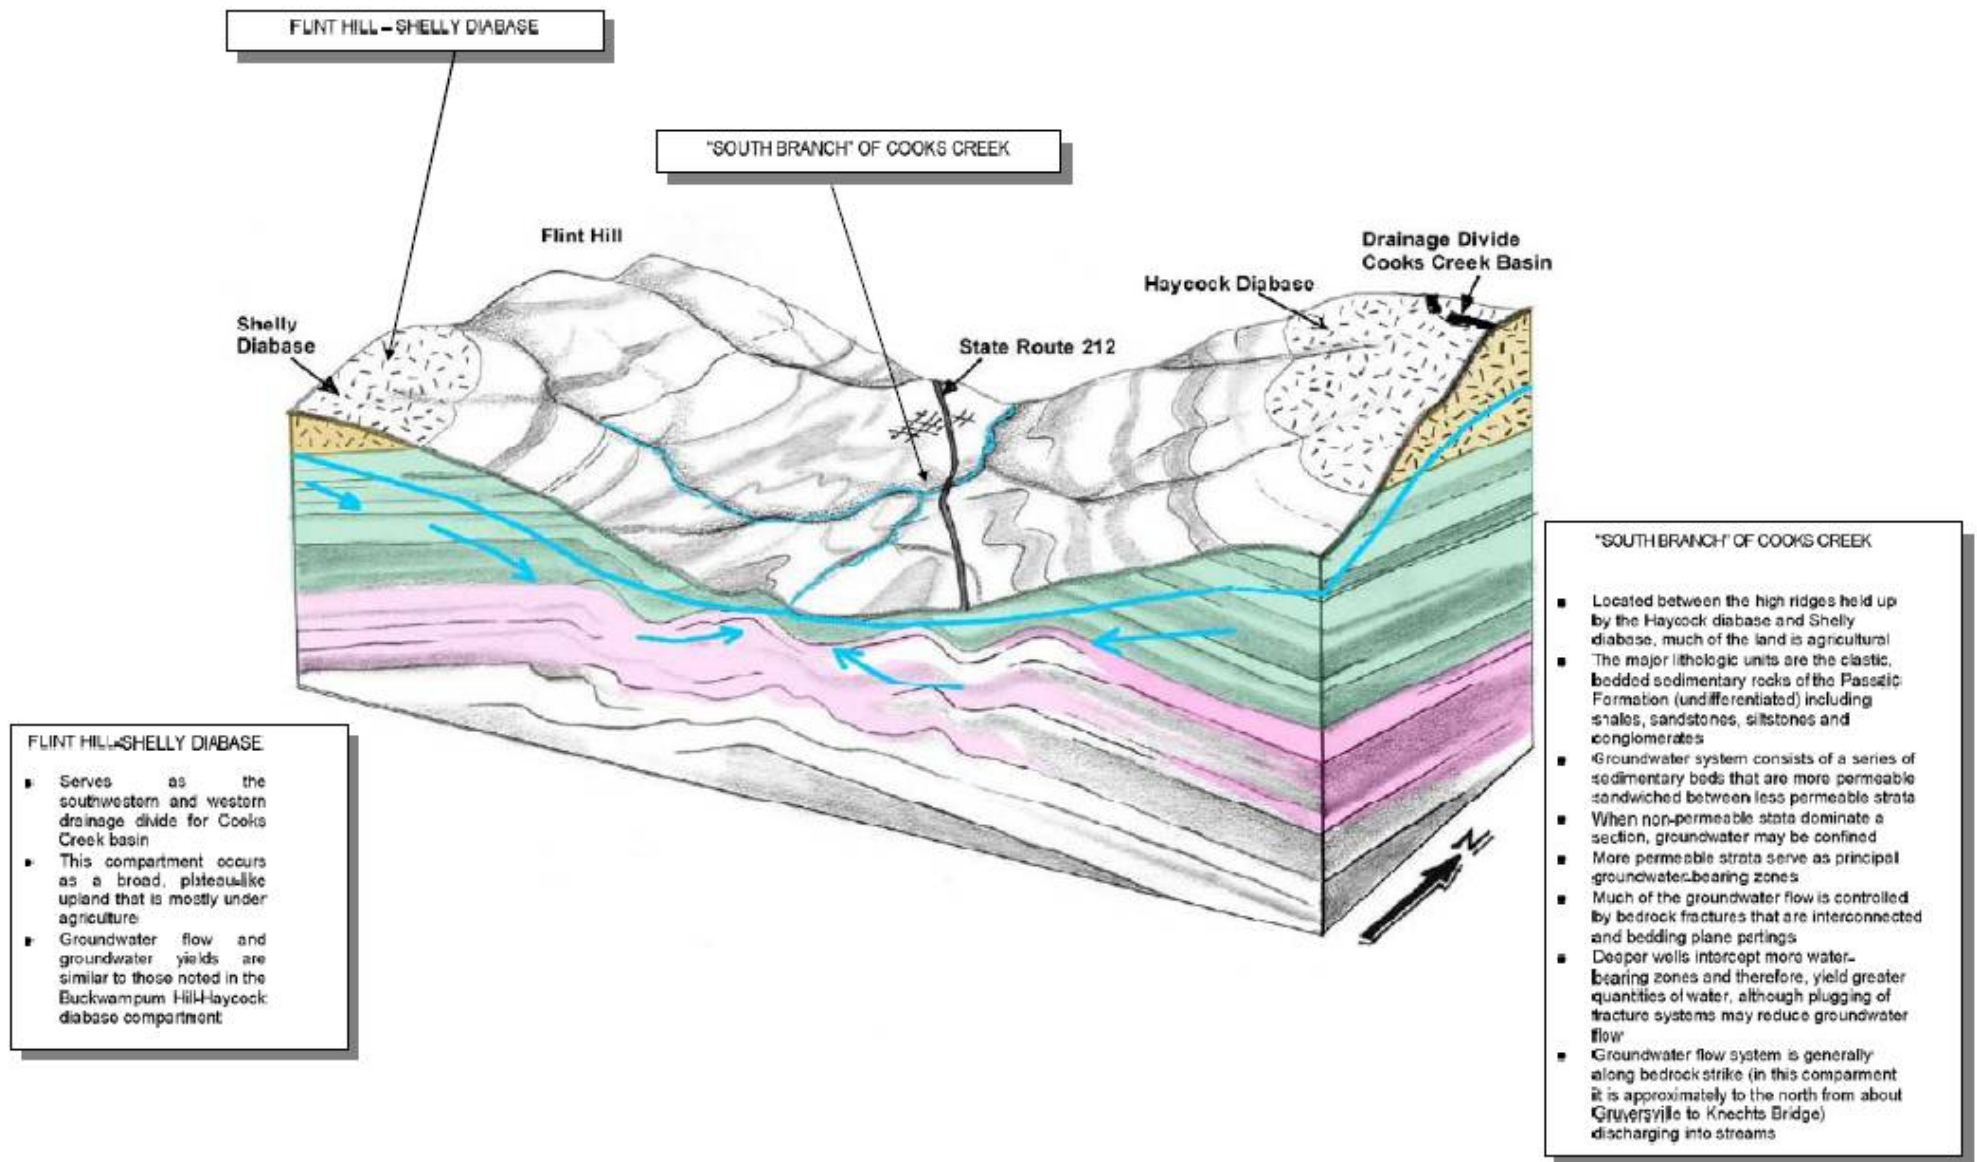 FLINT HILL – SHELLY DIABASE
"SOUTH BRANCH" OF COOKS CREEK
Flint Hill
Drainage Divide
Cooks Creek Basin
Haycock Diabase
Shelly
Diabase
State Route 212
N
FLINT HILL-SHELLY DIABASE
▪ Serves as the
southwestern and western
drainage divide for Cooks
Creek basin
▪ This compartment occurs
as a broad, plateau-like
upland that is mostly under
agriculture
▪ Groundwater flow and
groundwater yields are
similar to those noted in the
Buckwampum Hill-Haycock
diabase compartment
"SOUTH BRANCH" OF COOKS CREEK
▪ Located between the high ridges held up
by the Haycock diabase and Shelly
diabase, much of the land is agricultural
▪ The major lithologic units are the clastic,
bedded sedimentary rocks of the Passaic
Formation (undifferentiated) including
shales, sandstones, siltstones and
conglomerates
▪ Groundwater system consists of a series of
sedimentary beds that are more permeable
sandwiched between less permeable strata
▪ When non-permeable stata dominate a
section, groundwater may be confined
▪ More permeable strata serve as principal
groundwater-bearing zones
▪ Much of the groundwater flow is controlled
by bedrock fractures that are interconnected
and bedding plane partings
▪ Deeper wells intercept more water-
bearing zones and therefore, yield greater
quantities of water, although plugging of
fracture systems may reduce groundwater
flow
▪ Groundwater flow system is generally
along bedrock strike (in this comparment
it is approximately to the north from about
Gruversville to Knechts Bridge)
discharging into streams